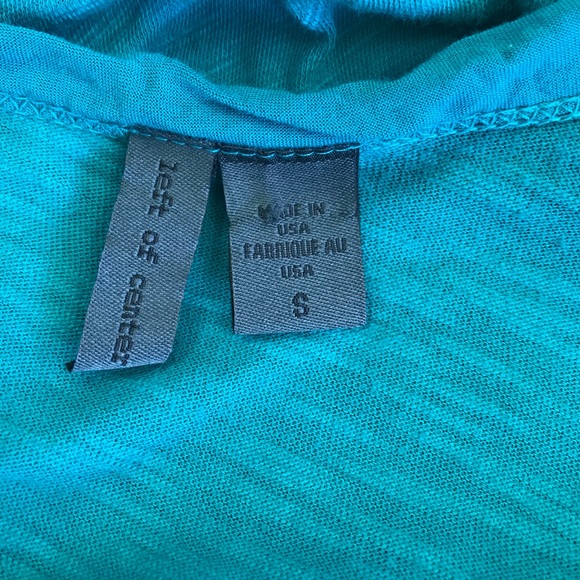 left of center
MADE IN
USA
FABRIQUE AU
USA
S